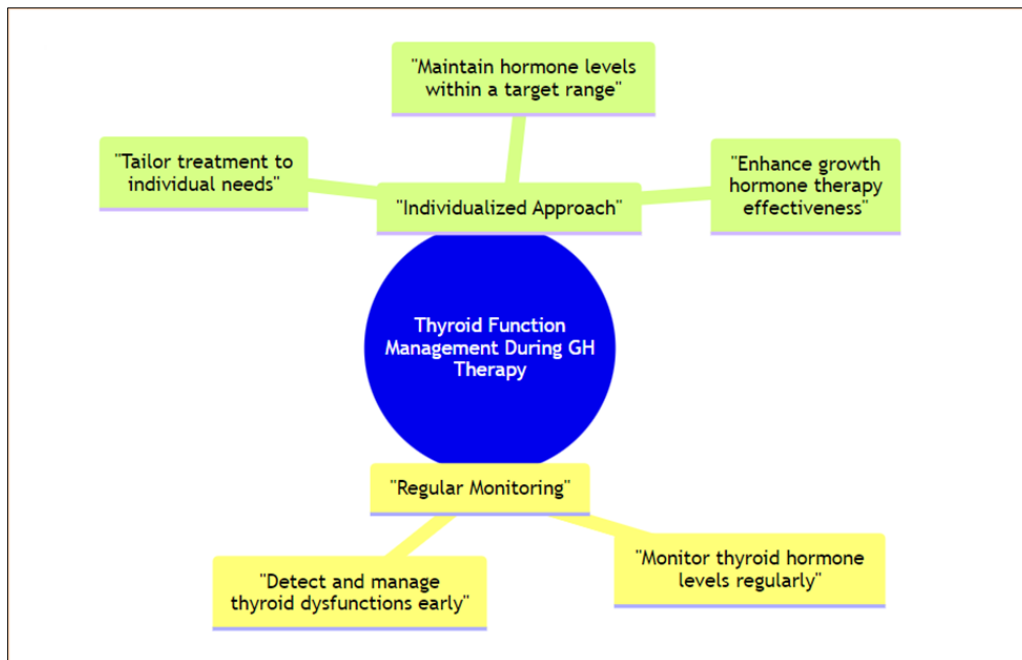 "Maintain hormone levels
within a target range"
"Tailor treatment to
individual needs"
"Enhance growth
hormone therapy
effectiveness"
"Individualized Approach"
Thyroid Function
Management During GH
Therapy
"Regular Monitoring"
"Monitor thyroid hormone
levels regularly"
"Detect and manage
thyroid dysfunctions early"